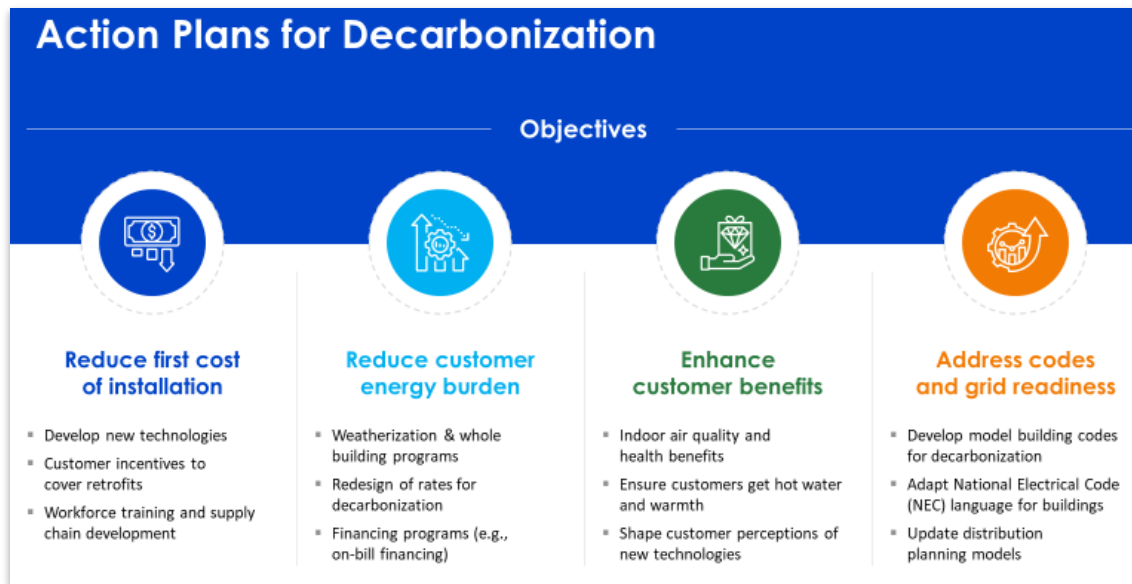 Action Plans for Decarbonization
Objectives
Reduce first cost
of installation
▪ Develop new technologies
▪ Customer incentives to
cover retrofits
▪ Workforce training and supply
chain development
Reduce customer
energy burden
▪ Weatherization & whole
building programs
▪ Redesign of rates for
decarbonization
▪ Financing programs (e.g.,
on-bill financing)
Enhance
customer benefits
▪ Indoor air quality and
health benefits
▪ Ensure customers get hot water
and warmth
▪ Shape customer perceptions of
new technologies
Address codes
and grid readiness
▪ Develop model building codes
for decarbonization
▪ Adapt National Electrical Code
(NEC) language for buildings
▪ Update distribution
planning models